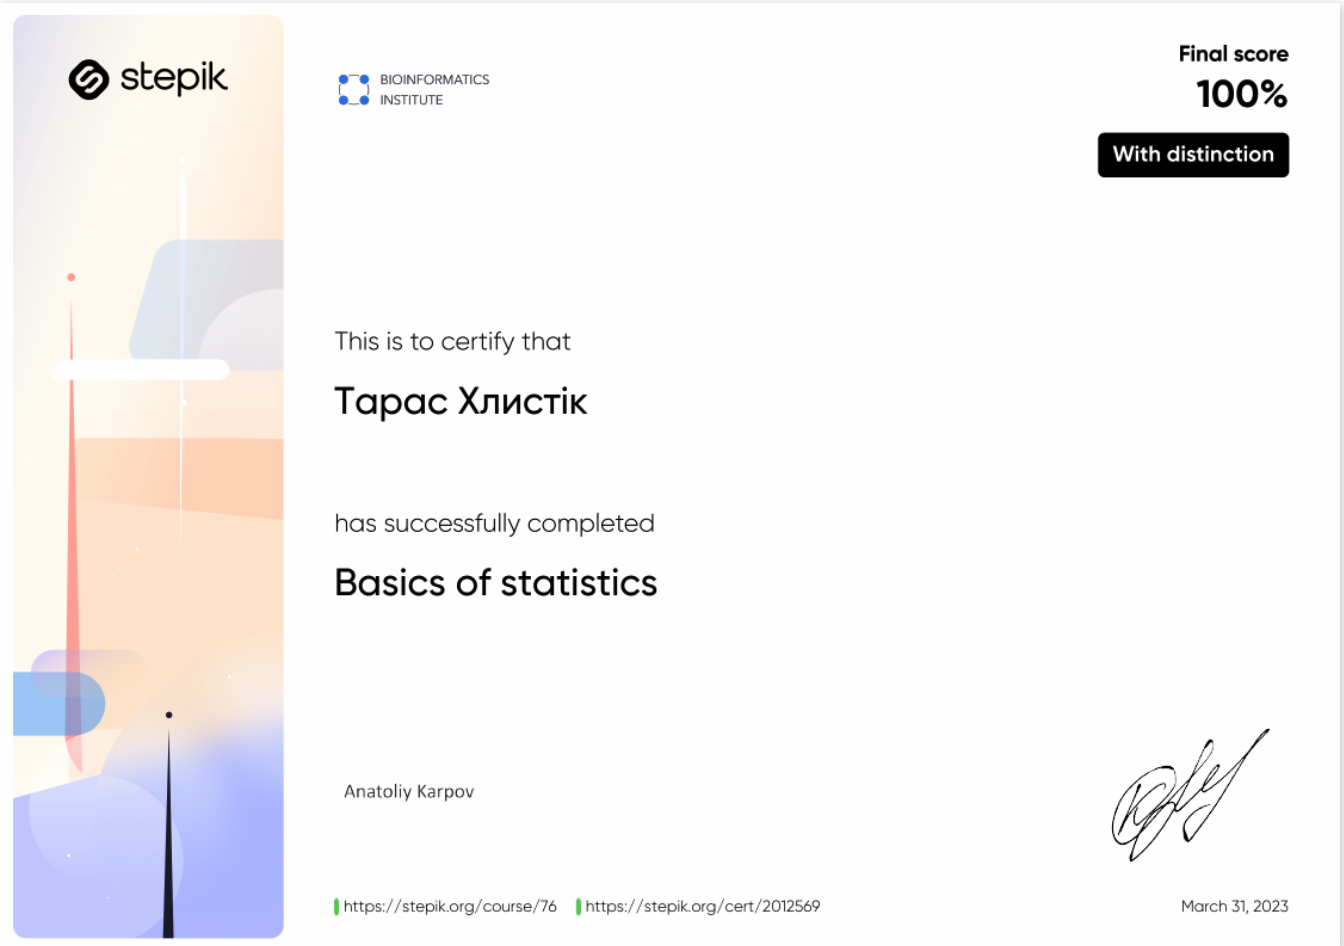 stepik
BIOINFORMATICS
INSTITUTE
Final score
100%
With distinction
This is to certify that
Тарас Хлистік
has successfully completed
Basics of statistics
Anatoliy Karpov
https://stepik.org/course/76 https://stepik.org/cert/2012569
March 31, 2023